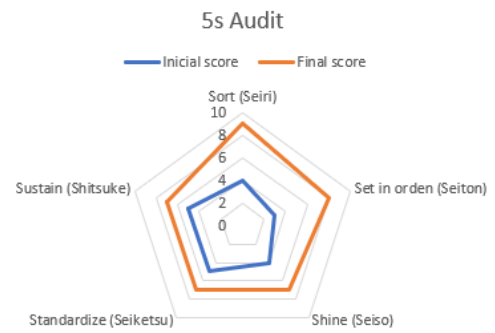 5s Audit
Inicial score Final score
Sort (Seiri)
10
8
6
4
2
0
Sustain (Shitsuke) Set in orden (Seiton)
Standardize (Seiketsu) Shine (Seiso)